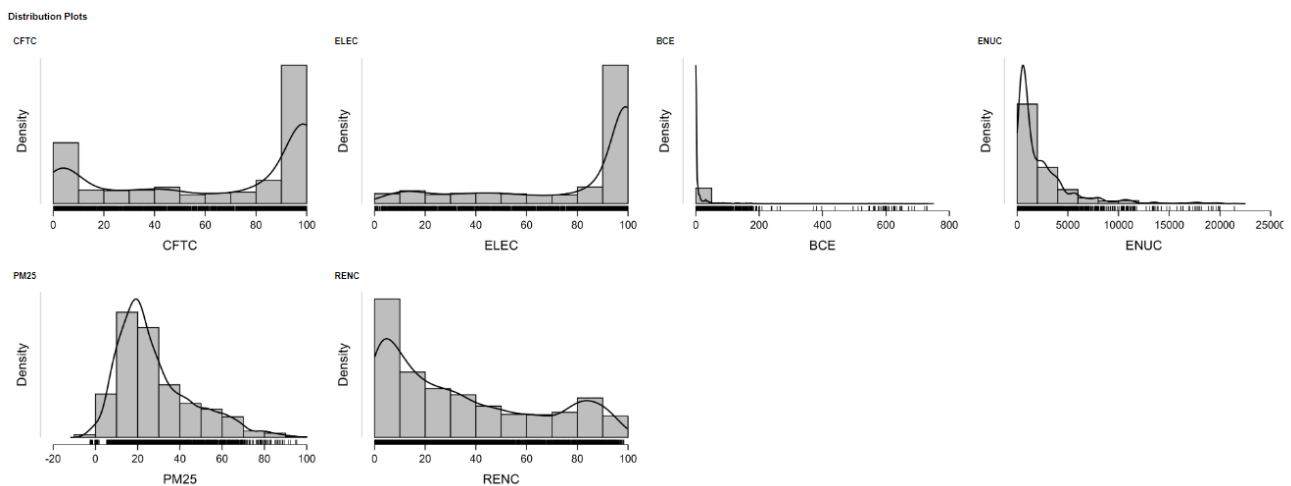 Distribution Plots
CFTC
ELEC
BCE
ENUC
Density
Density
Density
Density
0 20 40 60 80 100
0 20 40 60 80 100
0 200 400 600 800
0 5000 10000 15000 20000 25000
CFTC
ELEC
BCE
ENUC
PM25
RENC
Density
Density
-20 0 20 40 60 80 100
0 20 40 60 80 100
PM25
RENC